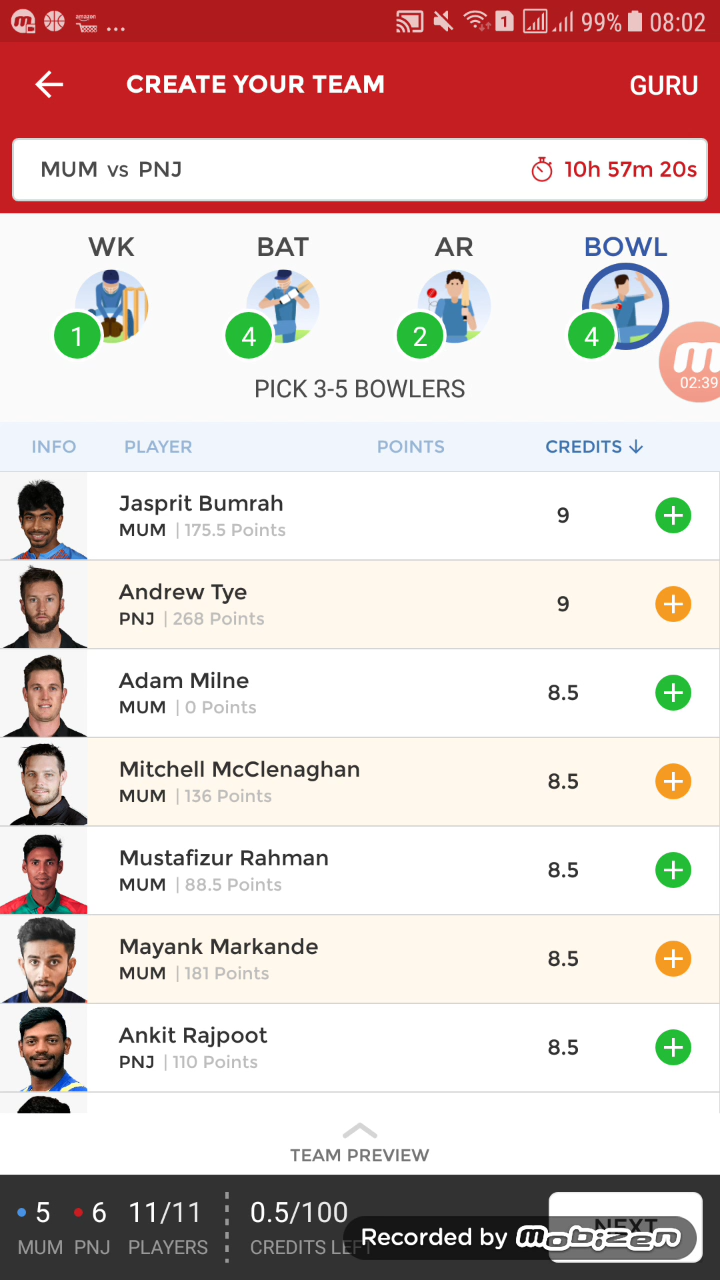 amazon
1 99% 08:02
CREATE YOUR TEAM GURU
MUM vs PNJ 10h 57m 20s
WK BAT AR BOWL
1 4 2 4
02:39
PICK 3-5 BOWLERS
INFO PLAYER POINTS CREDITS ↓
Jasprit Bumrah
MUM | 175.5 Points 9 +
Andrew Tye
PNJ | 268 Points 9 +
Adam Milne
MUM | 0 Points 8.5 +
Mitchell McClenaghan
MUM | 136 Points 8.5 +
Mustafizur Rahman
MUM | 88.5 Points 8.5 +
Mayank Markande
MUM | 181 Points 8.5 +
Ankit Rajpoot
PNJ | 110 Points 8.5 +
TEAM PREVIEW
5 6 11/11 0.5/100 NEXT
MUM PNJ PLAYERS CREDITS LEFT
Recorded by mobizen